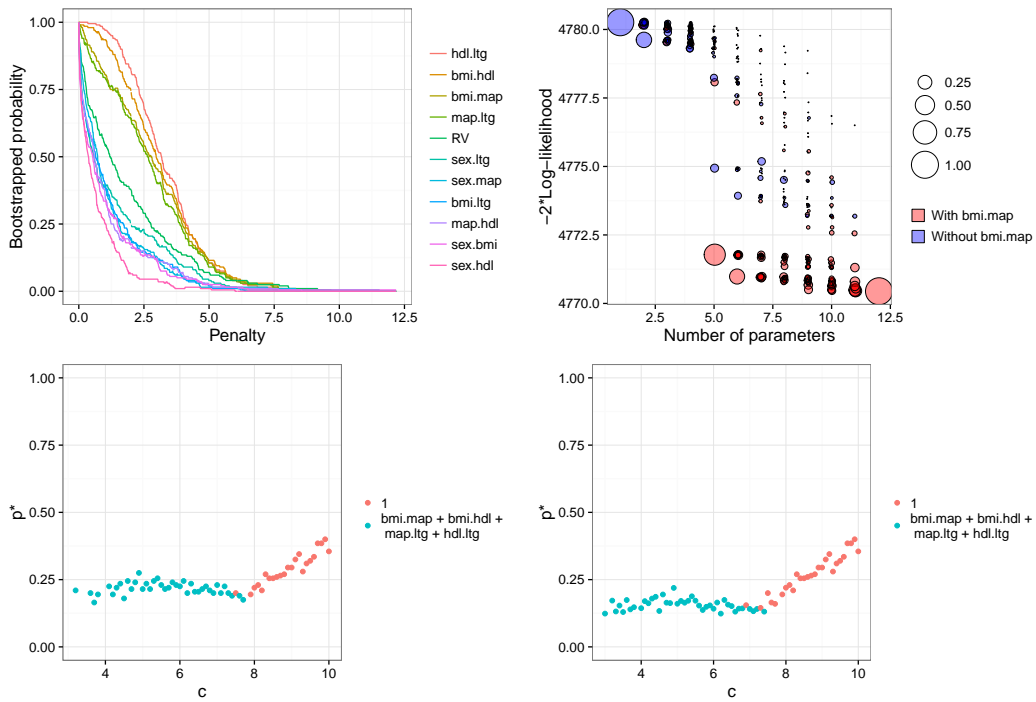 1.00
0.75
0.50
0.25
0.00
0.0
2.5
5.0
7.5
10.0
12.5
Bootstrapped probability
Penalty
hdl.ltg
bmi.hdl
bmi.map
map.ltg
RV
sex.ltg
sex.map
bmi.ltg
map.hdl
sex.bmi
sex.hdl
4780.0
4777.5
4775.0
4772.5
4770.0
2.5
5.0
7.5
10.0
12.5
−2*Log−likelihood
Number of parameters
0.25
0.50
0.75
1.00
With bmi.map
Without bmi.map
1.00
0.75
0.50
0.25
0.00
4
6
8
10
p*
c
1
bmi.map + bmi.hdl +
map.ltg + hdl.ltg
1.00
0.75
0.50
0.25
0.00
4
6
8
10
p*
c
1
bmi.map + bmi.hdl +
map.ltg + hdl.ltg